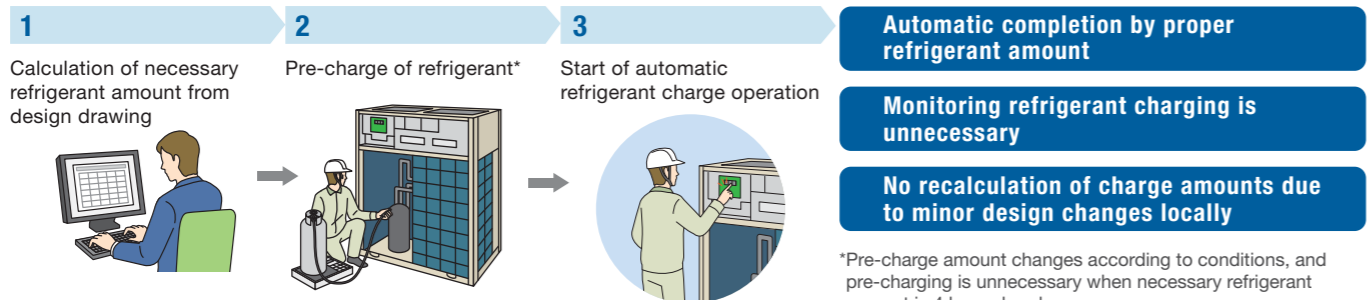 1
Calculation of necessary
refrigerant amount from
design drawing
2
Pre-charge of refrigerant*
3
Start of automatic
refrigerant charge operation
Automatic completion by proper
refrigerant amount
Monitoring refrigerant charging is
unnecessary
No recalculation of charge amounts due
to minor design changes locally
*Pre-charge amount changes according to conditions, and
pre-charging is unnecessary when necessary refrigerant